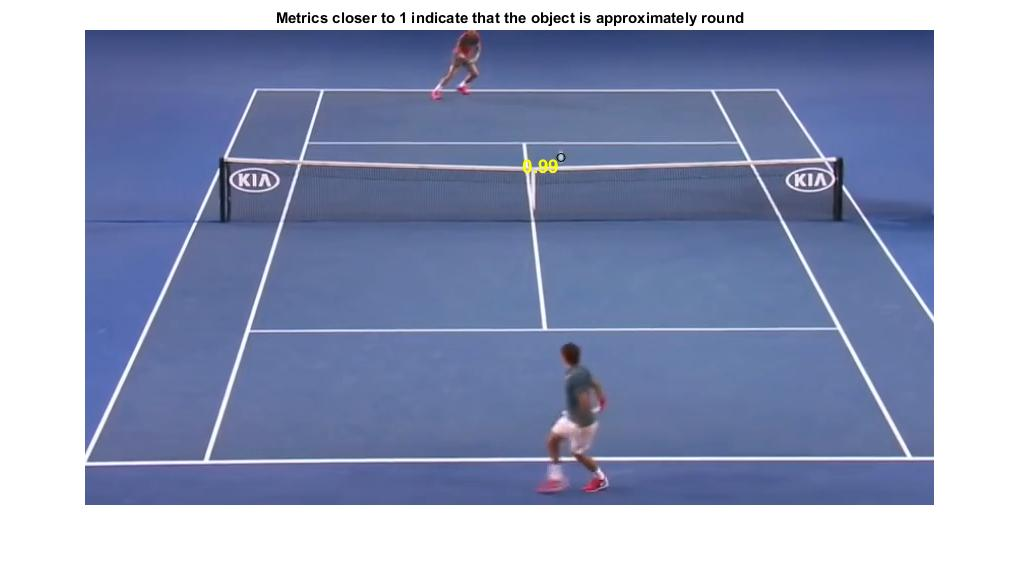 Metrics closer to 1 indicate that the object is approximately round
0.99
KIA
KIA